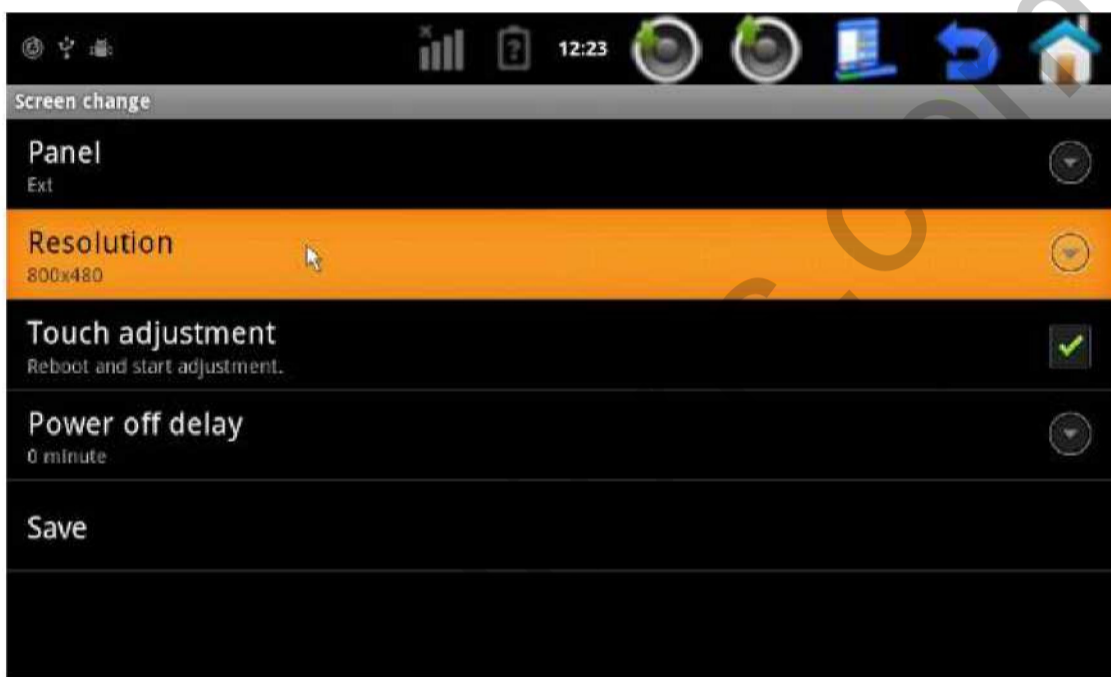 12:23
Screen change
Panel
Ext
Resolution
800x480
Touch adjustment
Reboot and start adjustment.
Power off delay
0 minute
Save